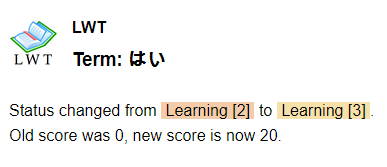 LWT
LWT
Term: はい
Status changed from Learning [2] to Learning [3].
Old score was 0, new score is now 20.